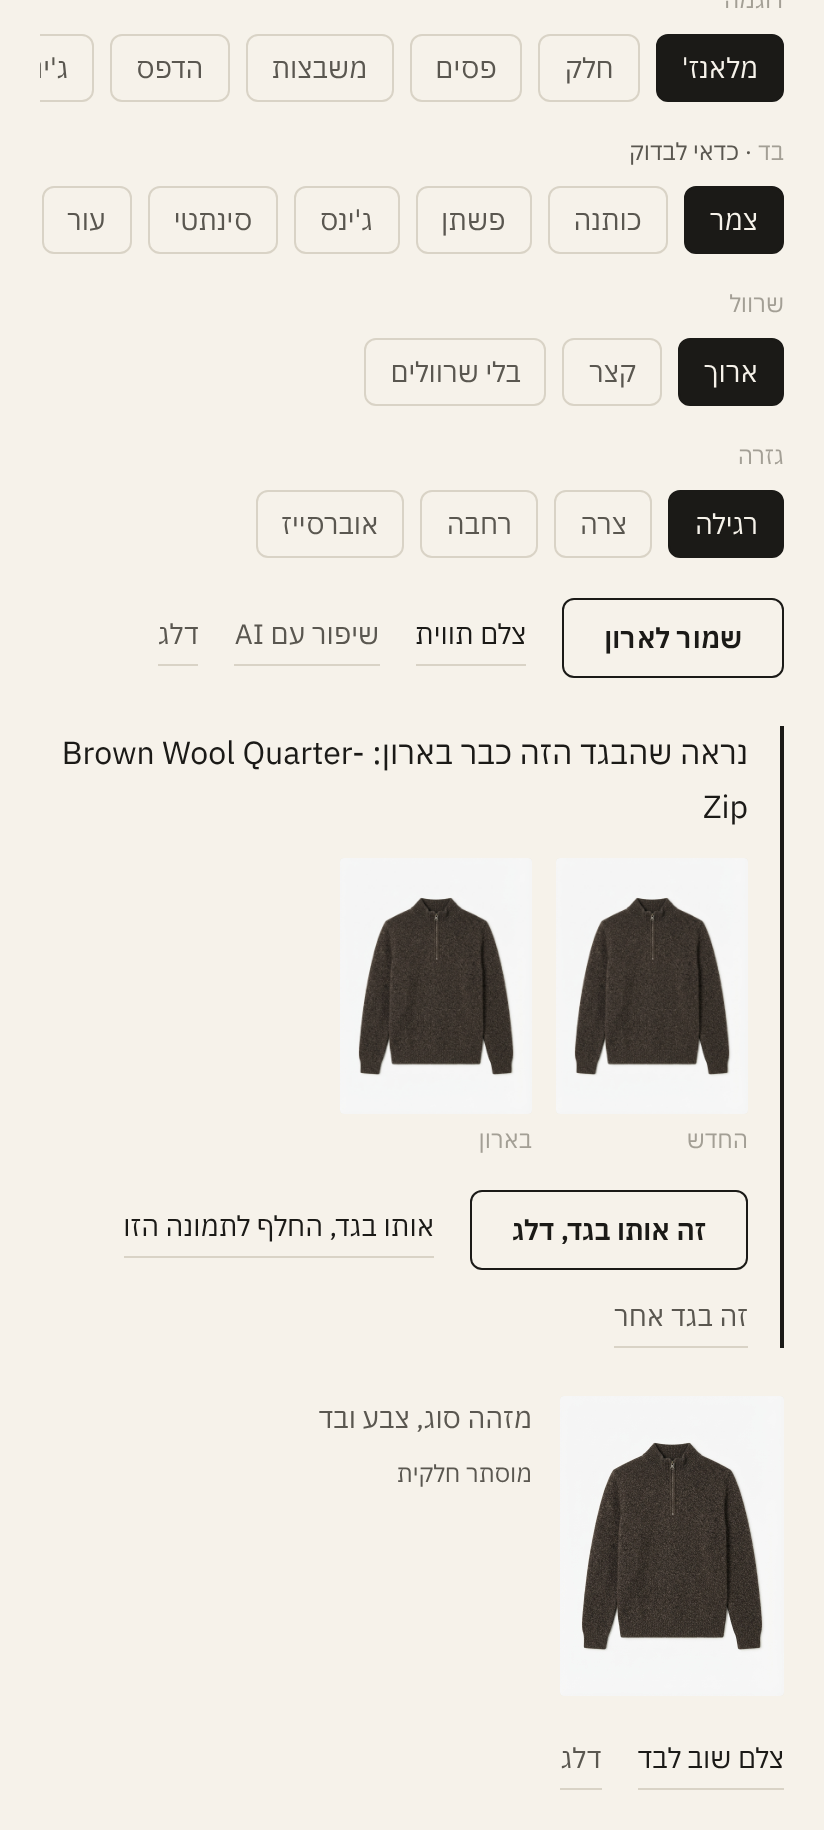 דוגמה
מלאנז' חלק פסים משבצות הדפס
בד · כדאי לבדוק
צמר כותנה פשתן ג'ינס סינתטי עור
שרוול
ארוך קצר בלי שרוולים
גזרה
רגילה צרה רחבה אוברסייז
שמור לארון צלם תווית שיפור עם AI דלג
נראה שהבגד הזה כבר בארון: Brown Wool Quarter-
Zip
החדש בארון
זה אותו בגד, דלג אותו בגד, החלף לתמונה הזו
זה בגד אחר
מזהה סוג, צבע ובד
מוסתר חלקית
צלם שוב לבד דלג